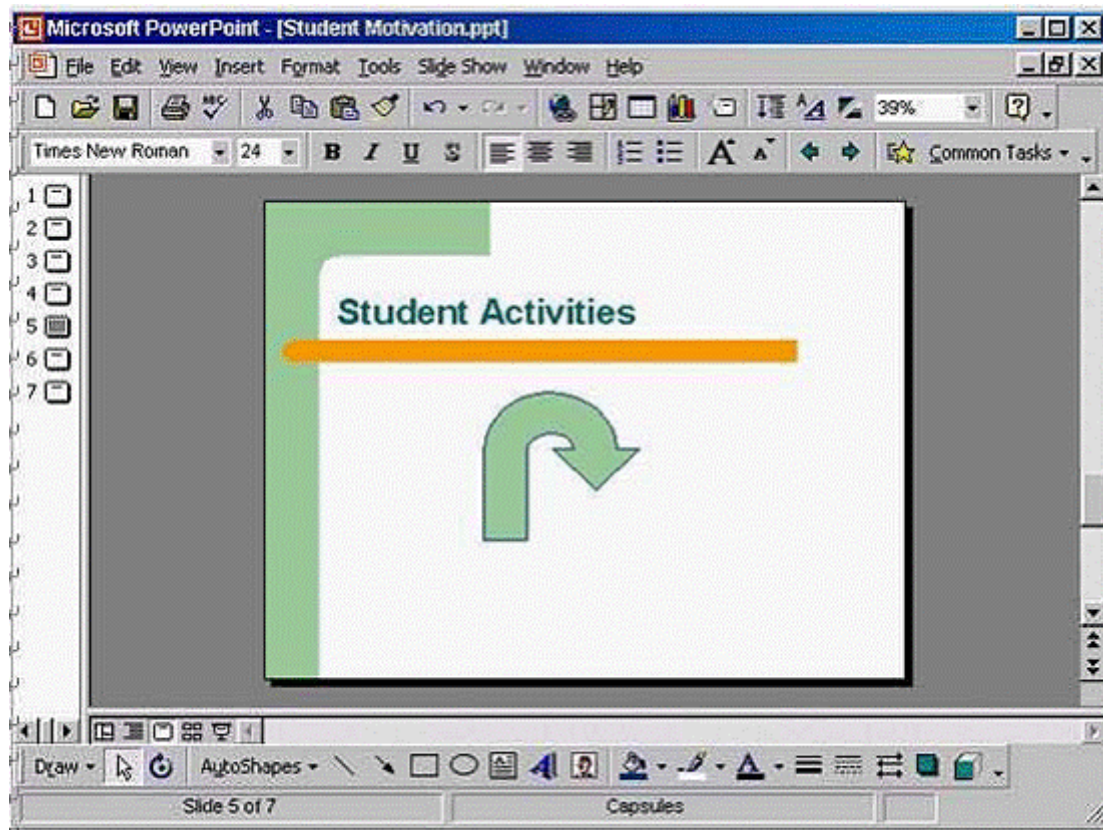 Microsoft PowerPoint - [Student Motivation.ppt]
File Edit View Insert Format Tools Slide Show Window Help
39%
Times New Roman 24 B I U S A A Common Tasks
1
2
3
4
5
6
7
Student Activities
Draw AutoShapes
Slide 5 of 7 Capsules